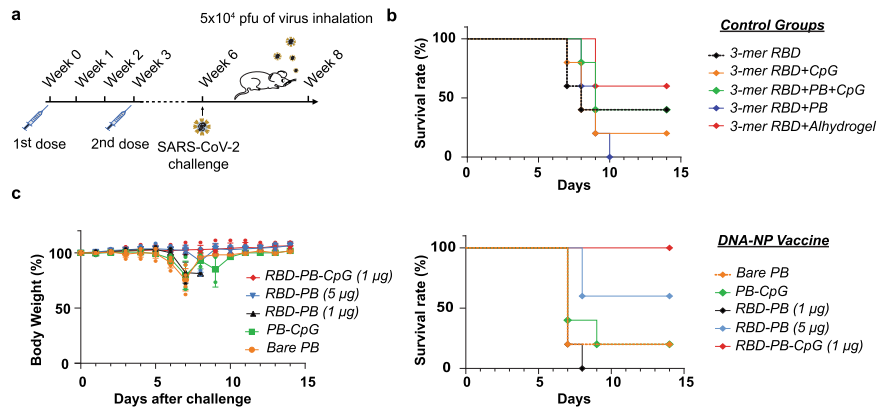 a
5x10⁴ pfu of virus inhalation
Week 0
Week 1
Week 2
Week 3
Week 6
Week 8
1st dose
2nd dose
SARS-CoV-2
challenge
b
Survival rate (%)
100
50
0
0 5 10 15
Days
Control Groups
3-mer RBD
3-mer RBD+CpG
3-mer RBD+PB+CpG
3-mer RBD+PB
3-mer RBD+Alhydrogel
c
Body Weight (%)
100
50
0
0 5 10 15
Days after challenge
RBD-PB-CpG (1 μg)
RBD-PB (5 μg)
RBD-PB (1 μg)
PB-CpG
Bare PB
Survival rate (%)
100
50
0
0 5 10 15
Days
DNA-NP Vaccine
Bare PB
PB-CpG
RBD-PB (1 μg)
RBD-PB (5 μg)
RBD-PB-CpG (1 μg)